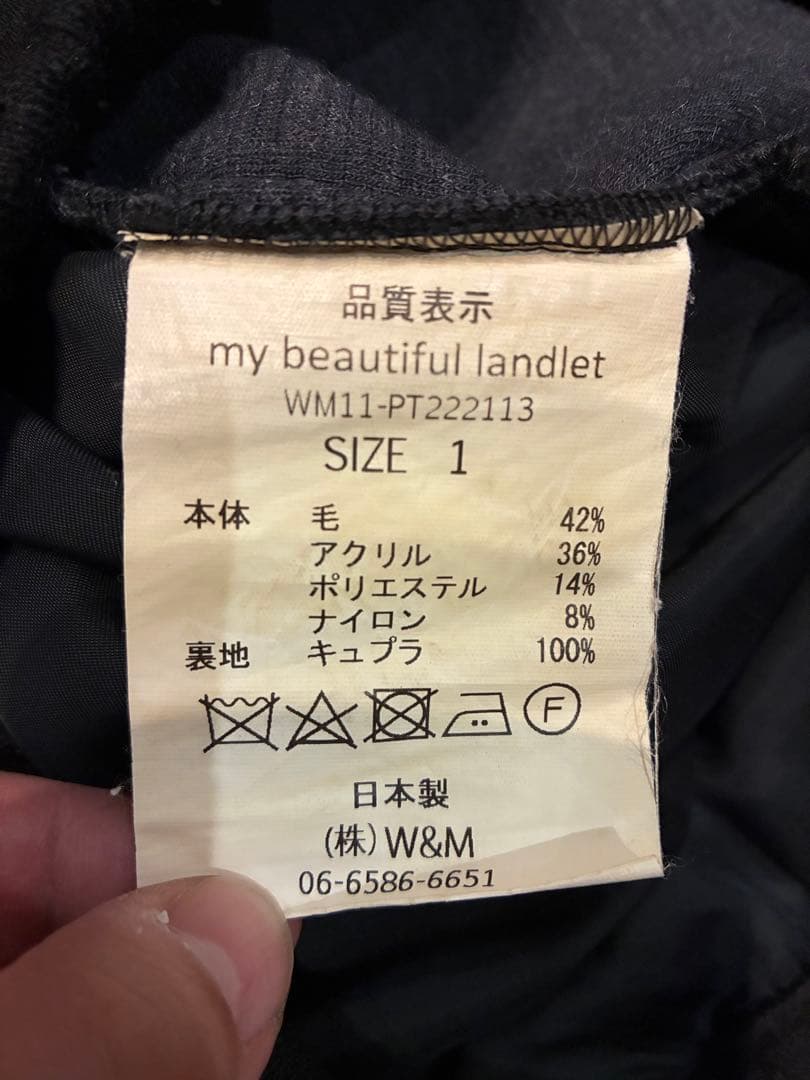 品質表示
my beautiful landlet
WM11-PT222113
SIZE 1
本体 毛 42%
アクリル 36%
ポリエステル 14%
ナイロン 8%
裏地 キュプラ 100%
F
日本製
(株)W&M
06-6586-6651